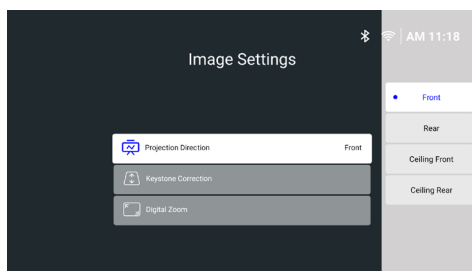 AM 11:18
Image Settings
Projection Direction Front
Keystone Correction
Digital Zoom
Front
Rear
Ceiling Front
Ceiling Rear